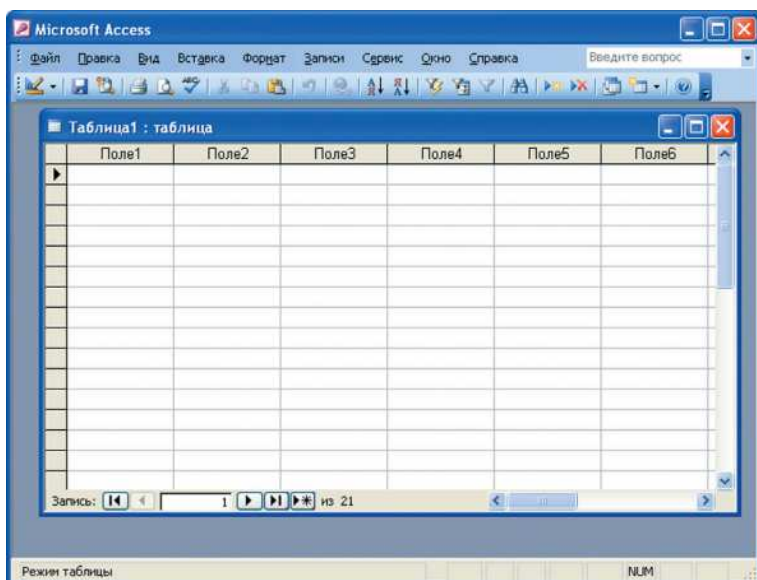 Microsoft Access
Файл Правка Вид Вставка Формат Записи Сервис Окно Справка Введите вопрос
Таблица1 : таблица
Поле1 Поле2 Поле3 Поле4 Поле5 Поле6
Запись: 1 из 21
Режим таблицы NUM